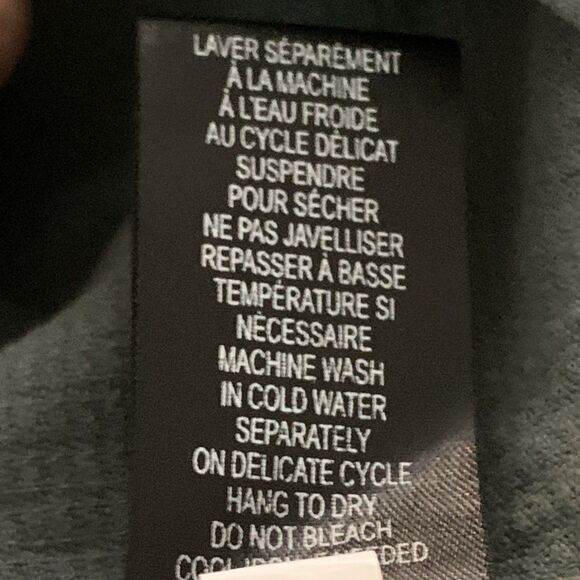 LAVER SÉPARÉMENT
À LA MACHINE
À L'EAU FROIDE
AU CYCLE DÉLICAT
SUSPENDRE
POUR SÉCHER
NE PAS JAVELLISER
REPASSER À BASSE
TEMPÉRATURE SI
NÉCESSAIRE
MACHINE WASH
IN COLD WATER
SEPARATELY
ON DELICATE CYCLE
HANG TO DRY
DO NOT BLEACH
COOL